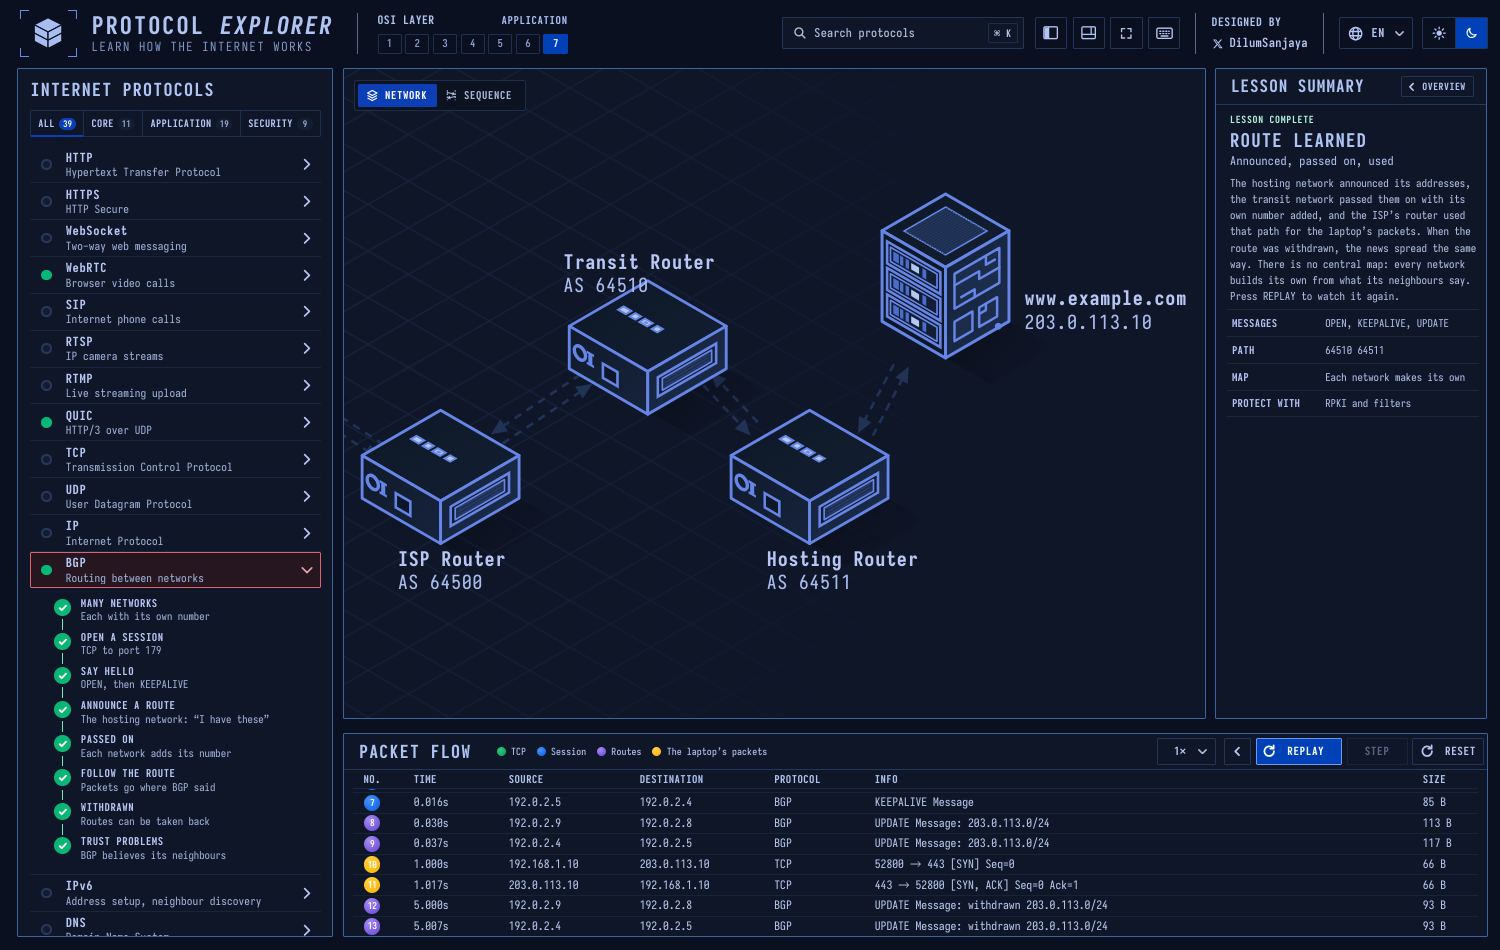 PROTOCOL EXPLORER
LEARN HOW THE INTERNET WORKS
OSI LAYER APPLICATION
1 2 3 4 5 6 7
Search protocols ⌘ K
DESIGNED BY
DilumSanjaya
EN
INTERNET PROTOCOLS
ALL 39 CORE 11 APPLICATION 19 SECURITY 9
HTTP
Hypertext Transfer Protocol
HTTPS
HTTP Secure
WebSocket
Two-way web messaging
WebRTC
Browser video calls
SIP
Internet phone calls
RTSP
IP camera streams
RTMP
Live streaming upload
QUIC
HTTP/3 over UDP
TCP
Transmission Control Protocol
UDP
User Datagram Protocol
IP
Internet Protocol
BGP
Routing between networks
MANY NETWORKS
Each with its own number
OPEN A SESSION
TCP to port 179
SAY HELLO
OPEN, then KEEPALIVE
ANNOUNCE A ROUTE
The hosting network: “I have these”
PASSED ON
Each network adds its number
FOLLOW THE ROUTE
Packets go where BGP said
WITHDRAWN
Routes can be taken back
TRUST PROBLEMS
BGP believes its neighbours
IPv6
Address setup, neighbour discovery
DNS
Domain Name System
NETWORK SEQUENCE
Transit Router
AS 64510
www.example.com
203.0.113.10
ISP Router
AS 64500
Hosting Router
AS 64511
LESSON SUMMARY OVERVIEW
LESSON COMPLETE
ROUTE LEARNED
Announced, passed on, used
The hosting network announced its addresses,
the transit network passed them on with its
own number added, and the ISP’s router used
that path for the laptop’s packets. When the
route was withdrawn, the news spread the same
way. There is no central map: every network
builds its own from what its neighbours say.
Press REPLAY to watch it again.
MESSAGES OPEN, KEEPALIVE, UPDATE
PATH 64510 64511
MAP Each network makes its own
PROTECT WITH RPKI and filters
PACKET FLOW TCP Session Routes The laptop’s packets 1× REPLAY STEP RESET
NO. TIME SOURCE DESTINATION PROTOCOL INFO SIZE
7 0.016s 192.0.2.5 192.0.2.4 BGP KEEPALIVE Message 85 B
8 0.030s 192.0.2.9 192.0.2.8 BGP UPDATE Message: 203.0.113.0/24 113 B
9 0.037s 192.0.2.4 192.0.2.5 BGP UPDATE Message: 203.0.113.0/24 117 B
10 1.000s 192.168.1.10 203.0.113.10 TCP 52800 → 443 [SYN] Seq=0 66 B
11 1.017s 203.0.113.10 192.168.1.10 TCP 443 → 52800 [SYN, ACK] Seq=0 Ack=1 66 B
12 5.000s 192.0.2.9 192.0.2.8 BGP UPDATE Message: withdrawn 203.0.113.0/24 93 B
13 5.007s 192.0.2.4 192.0.2.5 BGP UPDATE Message: withdrawn 203.0.113.0/24 93 B